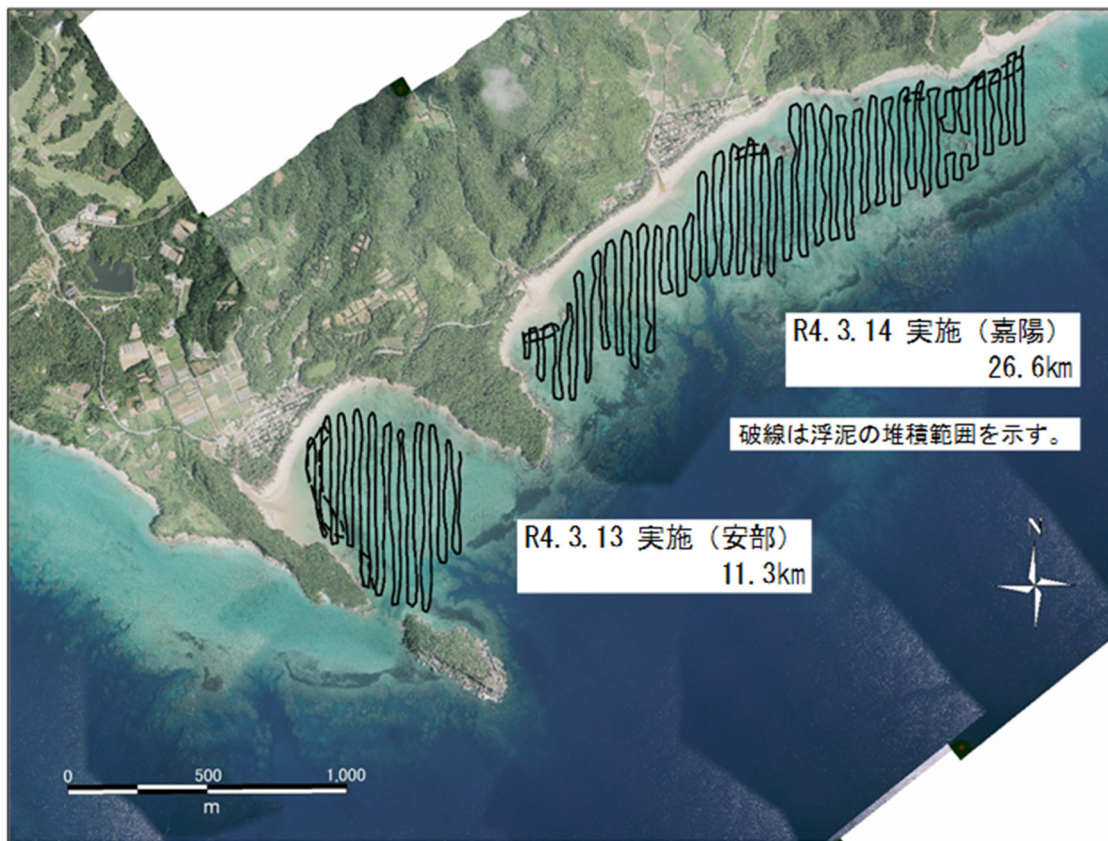 R4.3.14 実施（嘉陽）
26.6km
破線は浮泥の堆積範囲を示す。
R4.3.13 実施（安部）
11.3km
N
0 500 1,000
m